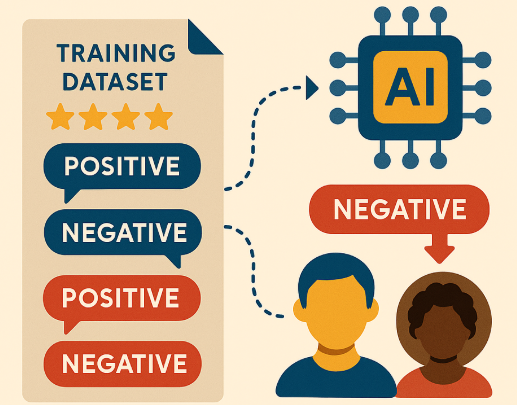 TRAINING
DATASET
POSITIVE
NEGATIVE
POSITIVE
NEGATIVE
AI
NEGATIVE